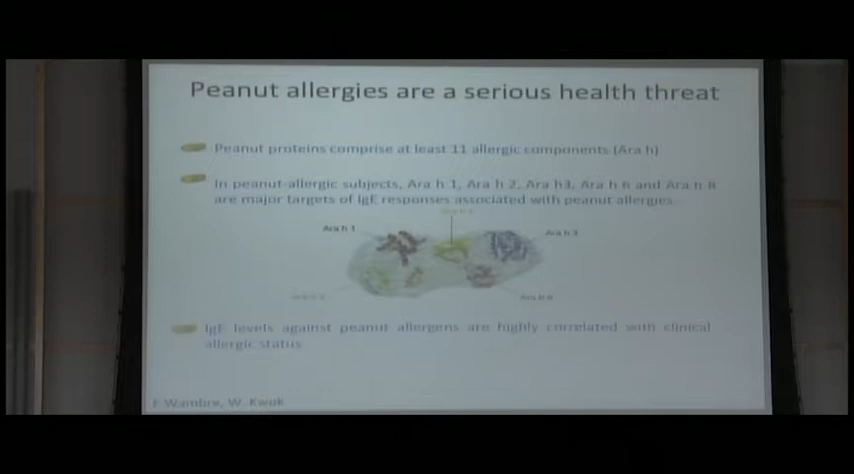 Peanut allergies are a serious health threat
Peanut proteins comprise at least 11 allergic components (Ara h)
In peanut-allergic subjects, Ara h 1, Ara h 2, Ara h3, Ara h 6 and Ara h 8
are major targets of IgE responses associated with peanut allergies.
Ara h 1
Ara h 3
Ara h 8
IgE levels against peanut allergens are highly correlated with clinical
allergic status
Wambre, W. Kwok